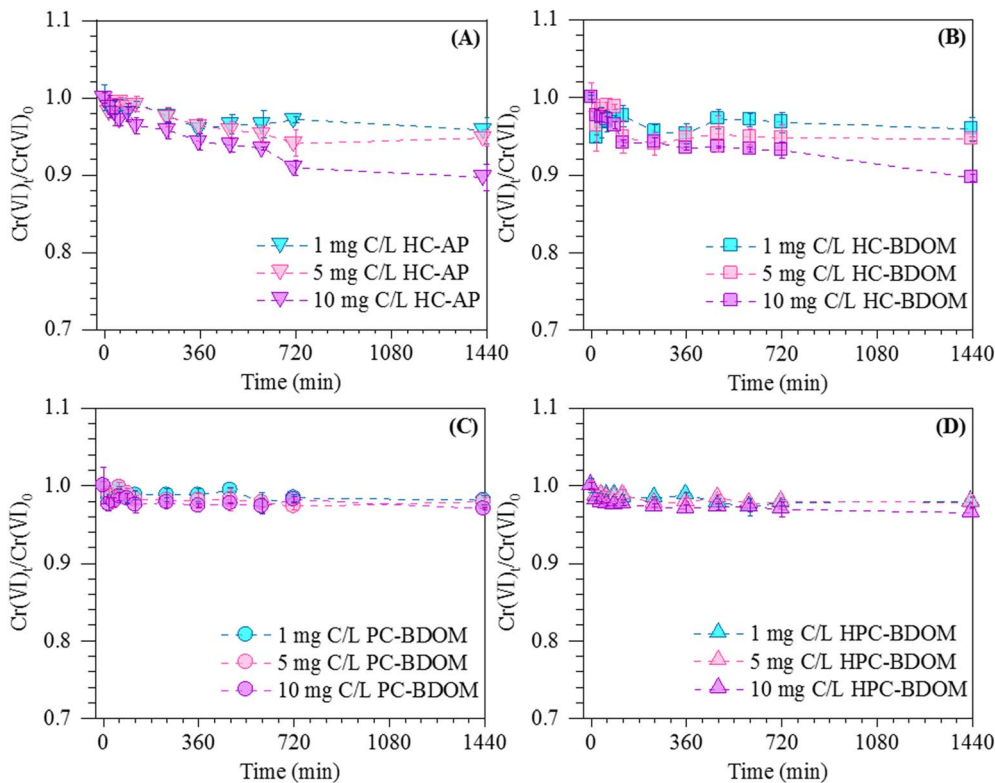 (A)
1.1
1.0
0.9
0.8
0.7
Cr(VI)t/Cr(VI)0
1 mg C/L HC-AP
5 mg C/L HC-AP
10 mg C/L HC-AP
0 360 720 1080 1440
Time (min)
(B)
1.1
1.0
0.9
0.8
0.7
Cr(VI)t/Cr(VI)0
1 mg C/L HC-BDOM
5 mg C/L HC-BDOM
10 mg C/L HC-BDOM
0 360 720 1080 1440
Time (min)
(C)
1.1
1.0
0.9
0.8
0.7
Cr(VI)t/Cr(VI)0
1 mg C/L PC-BDOM
5 mg C/L PC-BDOM
10 mg C/L PC-BDOM
0 360 720 1080 1440
Time (min)
(D)
1.1
1.0
0.9
0.8
0.7
Cr(VI)t/Cr(VI)0
1 mg C/L HPC-BDOM
5 mg C/L HPC-BDOM
10 mg C/L HPC-BDOM
0 360 720 1080 1440
Time (min)